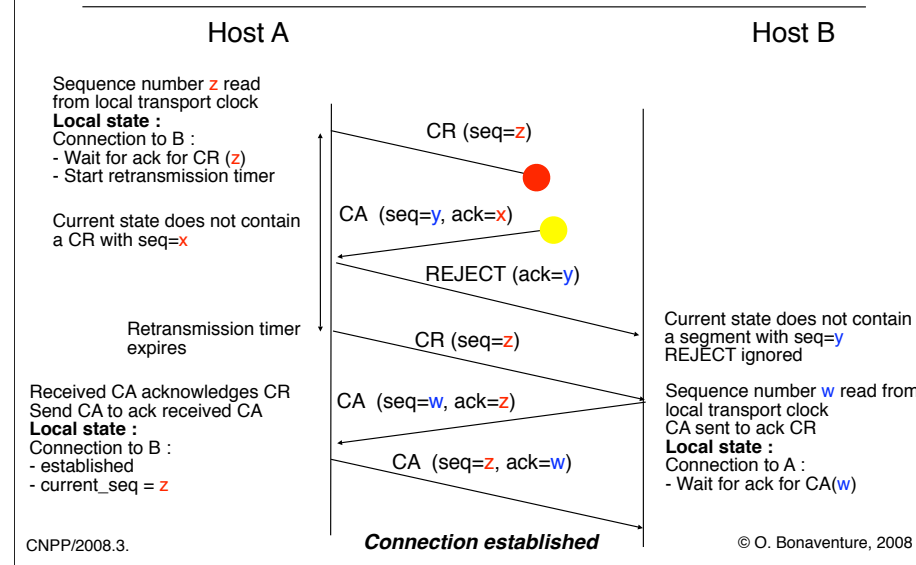 Host A
Host B
Sequence number z read
from local transport clock
Local state :
Connection to B :
- Wait for ack for CR (z)
- Start retransmission timer
CR (seq=z)
Current state does not contain
a CR with seq=x
CA (seq=y, ack=x)
REJECT (ack=y)
Current state does not contain
a segment with seq=y
REJECT ignored
Retransmission timer
expires
CR (seq=z)
Received CA acknowledges CR
Send CA to ack received CA
Local state :
Connection to B :
- established
- current_seq = z
CA (seq=w, ack=z)
Sequence number w read from
local transport clock
CA sent to ack CR
Local state :
Connection to A :
- Wait for ack for CA(w)
CA (seq=z, ack=w)
CNPP/2008.3.
Connection established
© O. Bonaventure, 2008